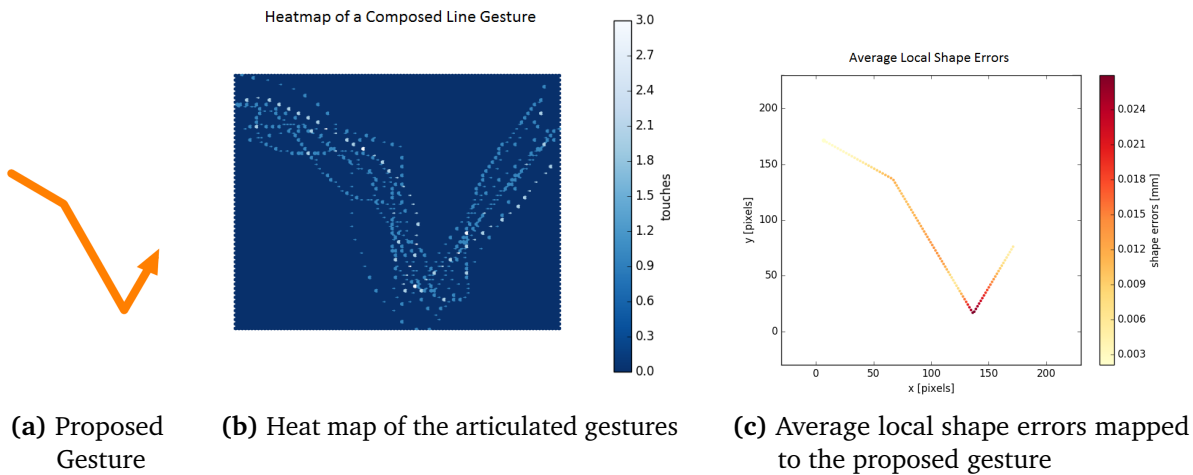 Heatmap of a Composed Line Gesture
3.0
2.7
2.4
2.1
1.8
1.5
1.2
0.9
0.6
0.3
0.0
touches
Average Local Shape Errors
200
150
100
50
0
y [pixels]
0 50 100 150 200
x [pixels]
0.024
0.021
0.018
0.015
0.012
0.009
0.006
0.003
shape errors [mm]
(a) Proposed
Gesture
(b) Heat map of the articulated gestures
(c) Average local shape errors mapped
to the proposed gesture